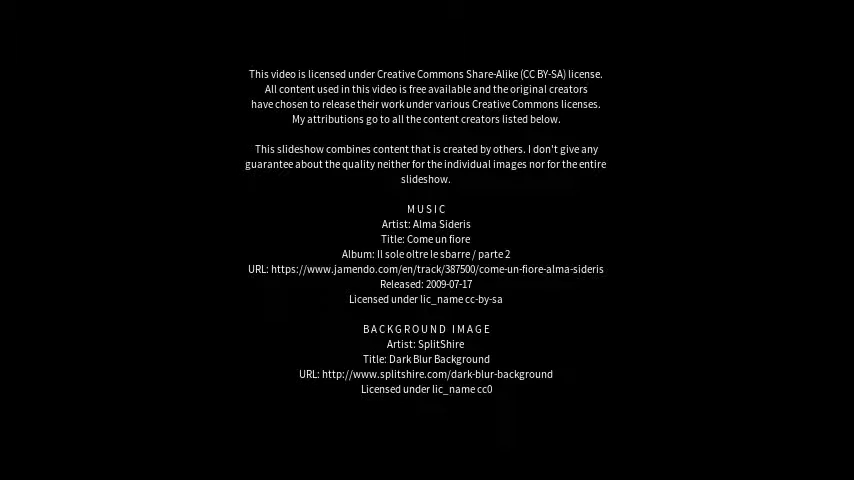 This video is licensed under Creative Commons Share-Alike (CC BY-SA) license.
All content used in this video is free available and the original creators
have chosen to release their work under various Creative Commons licenses.
My attributions go to all the content creators listed below.
This slideshow combines content that is created by others. I don't give any
guarantee about the quality neither for the individual images nor for the entire
slideshow.
MUSIC
Artist: Alma Sideris
Title: Come un fiore
Album: Il sole oltre le sbarre / parte 2
URL: https://www.jamendo.com/en/track/387500/come-un-fiore-alma-sideris
Released: 2009-07-17
Licensed under lic_name cc-by-sa
BACKGROUND IMAGE
Artist: SplitShire
Title: Dark Blur Background
URL: http://www.splitshire.com/dark-blur-background
Licensed under lic_name cc0